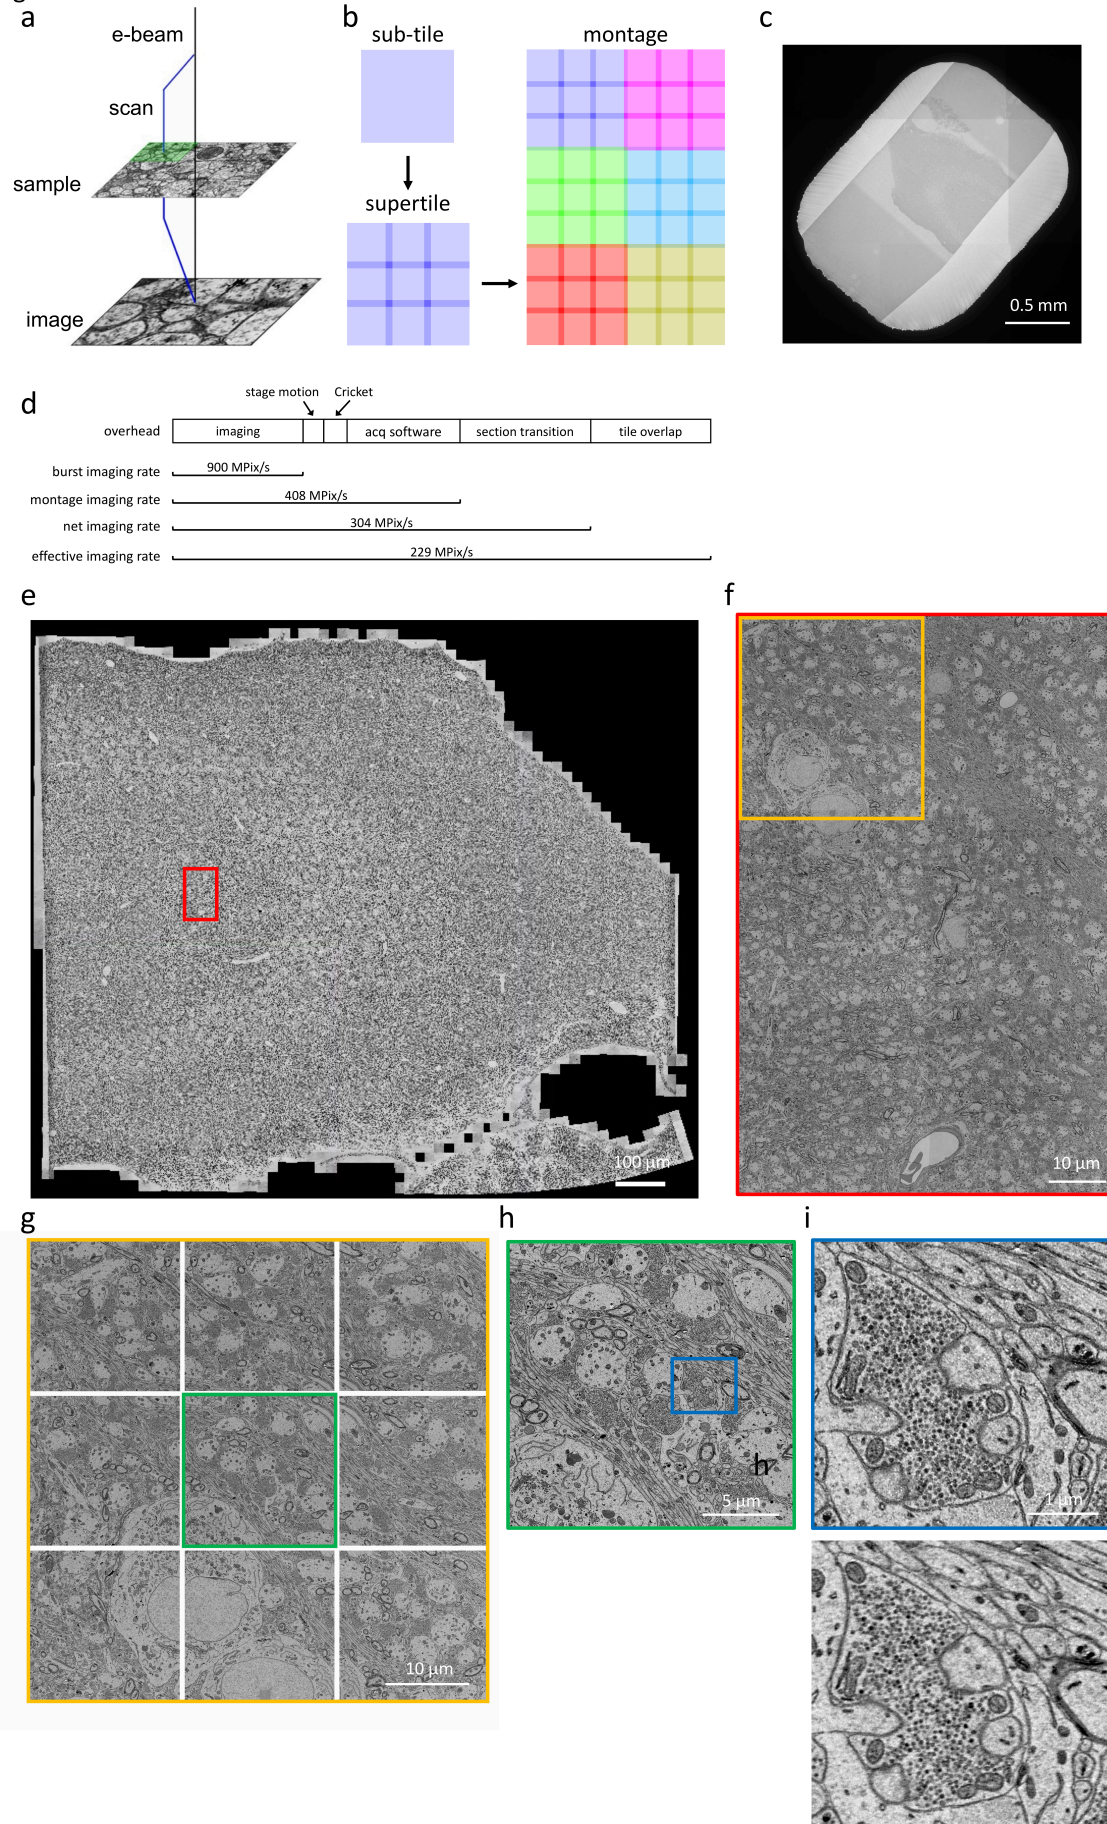 a
e-beam
scan
sample
image
b
sub-tile
supertile
montage
c
0.5 mm
d
stage motion
Cricket
overhead
imaging
acq software
section transition
tile overlap
burst imaging rate
900 MPix/s
montage imaging rate
408 MPix/s
net imaging rate
304 MPix/s
effective imaging rate
229 MPix/s
e
100 µm
f
10 µm
g
10 µm
h
h
5 µm
i
1 µm